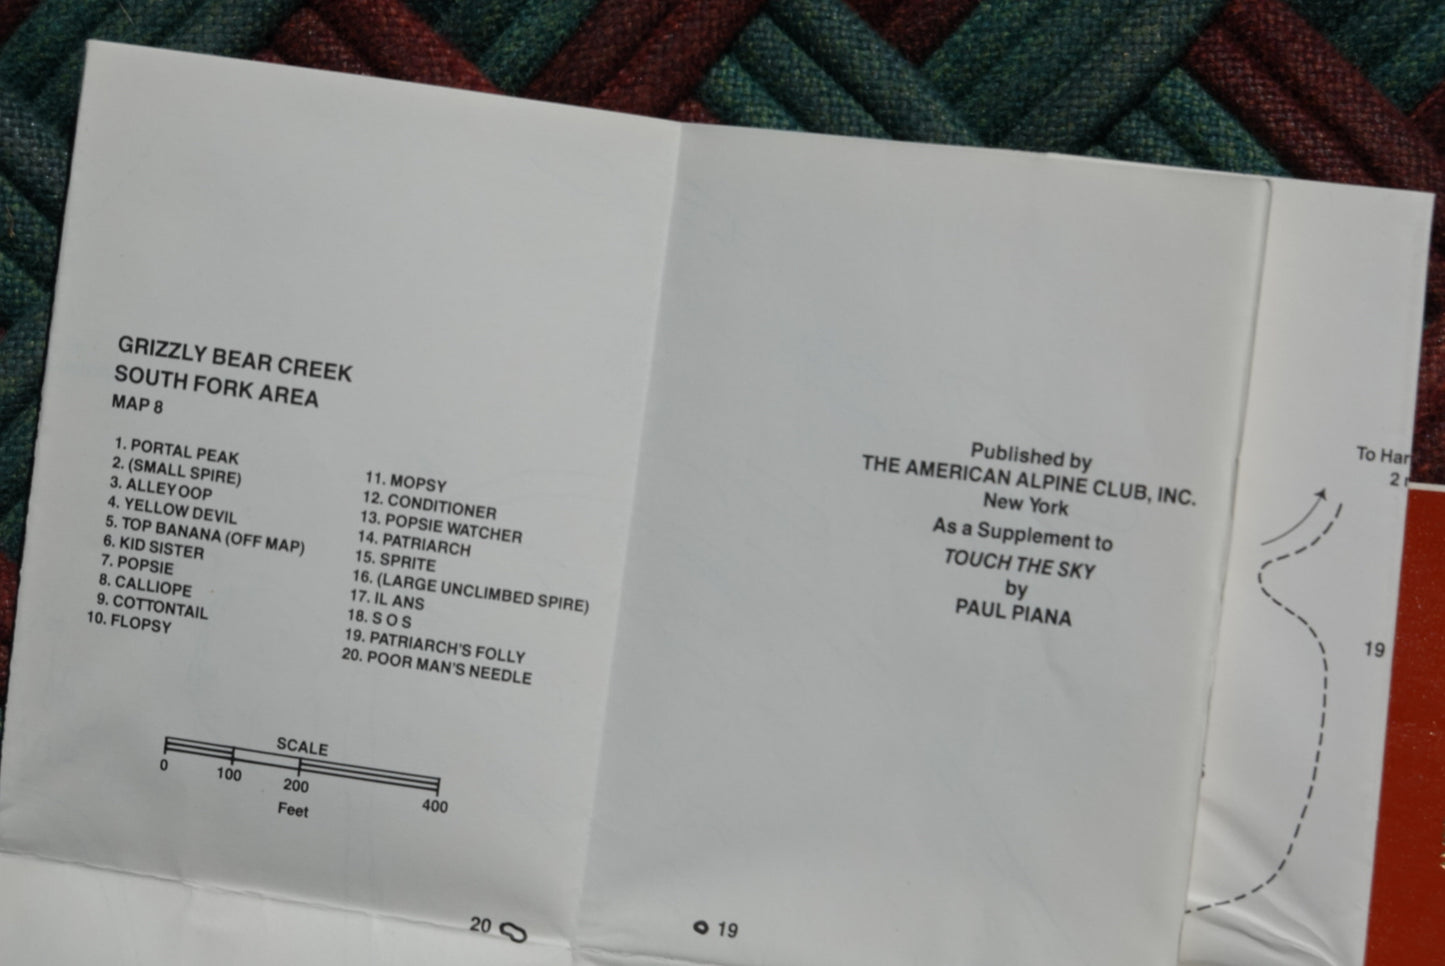 GRIZZLY BEAR CREEK
SOUTH FORK AREA
MAP 8
1. PORTAL PEAK
2. (SMALL SPIRE)
3. ALLEYOOP
4. YELLOW DEVIL
5. TOP BANANA (OFF MAP)
6. KID SISTER
7. POPSIE
8. CALLIOPE
9. COTTONTAIL
10. FLOPSY
11. MOPSY
12. CONDITIONER
13. POPSIE WATCHER
14. PATRIARCH
15. SPRITE
16. (LARGE UNCLIMBED SPIRE)
17. IL ANS
18. S O S
19. PATRIARCH'S FOLLY
20. POOR MAN'S NEEDLE
SCALE
0 100 200 400
Feet
20
Published by
THE AMERICAN ALPINE CLUB, INC.
New York
As a Supplement to
TOUCH THE SKY
by
PAUL PIANA
19
To Har
2
19